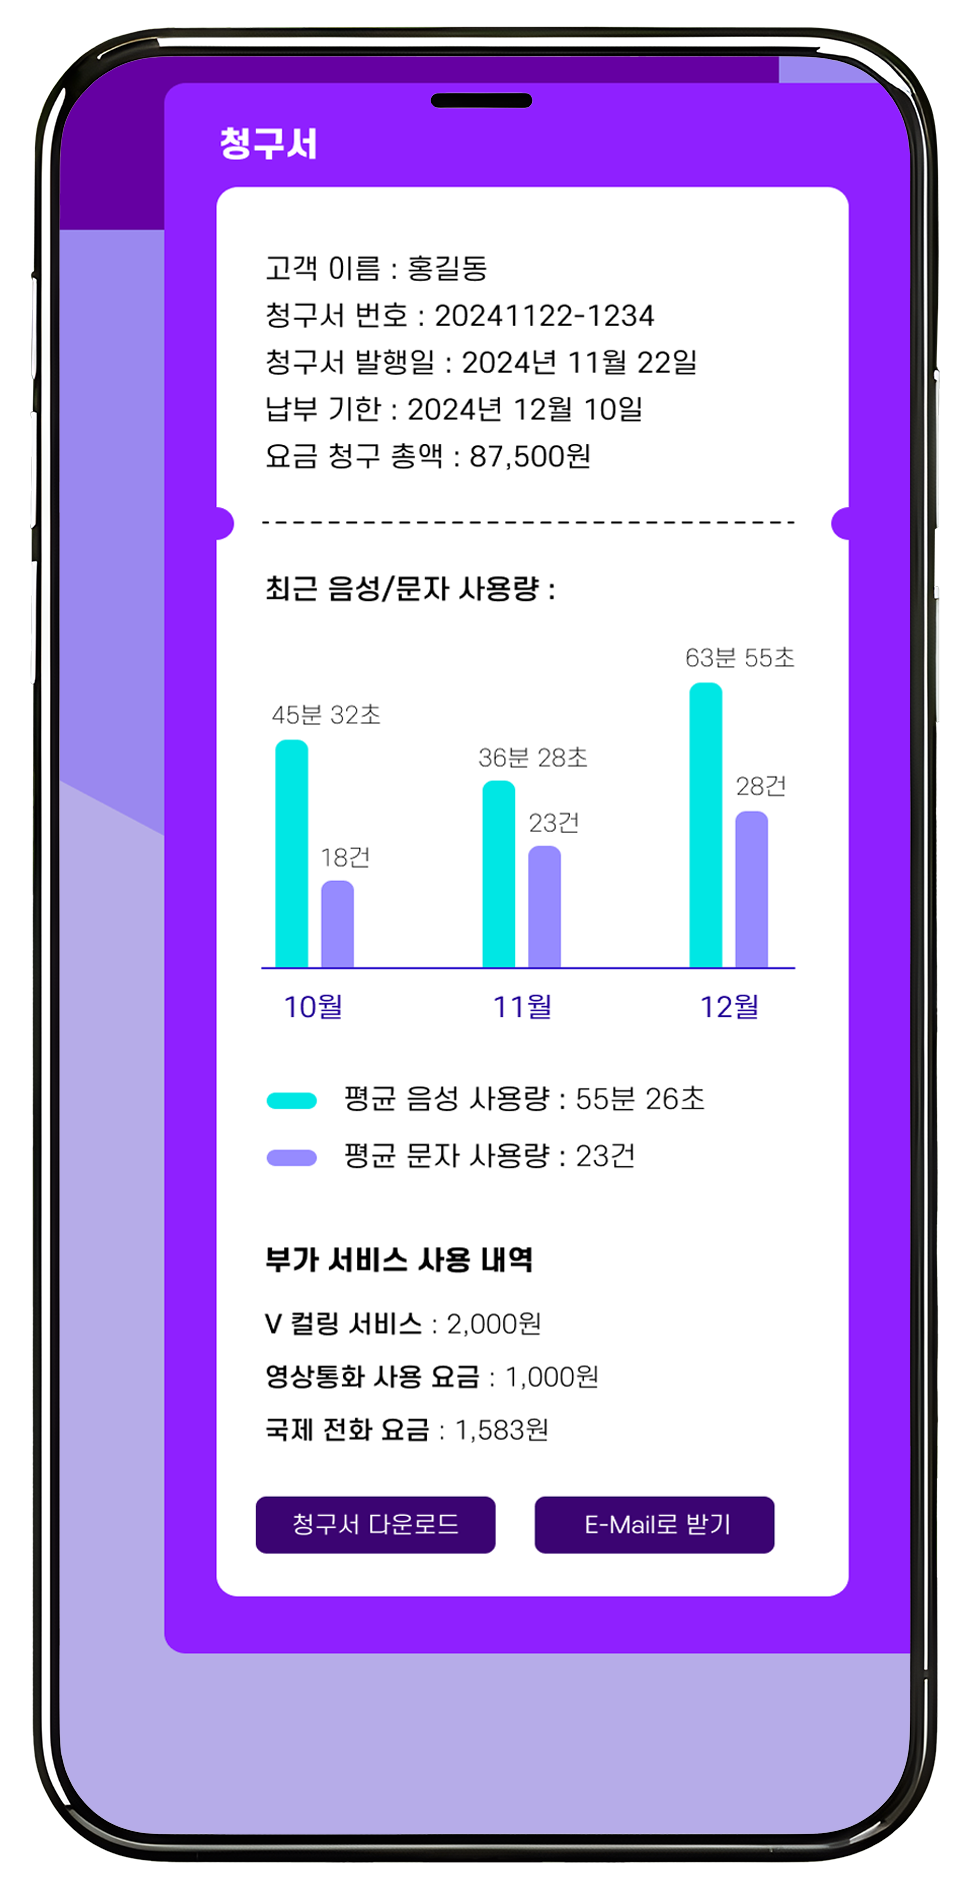 청구서
고객 이름 : 홍길동
청구서 번호 : 20241122-1234
청구서 발행일 : 2024년 11월 22일
납부 기한 : 2024년 12월 10일
요금 청구 총액 : 87,500원
최근 음성/문자 사용량 :
63분 55초
45분 32초
36분 28초
28건
23건
18건
10월 11월 12월
평균 음성 사용량 : 55분 26초
평균 문자 사용량 : 23건
부가 서비스 사용 내역
V 컬링 서비스 : 2,000원
영상통화 사용 요금 : 1,000원
국제 전화 요금 : 1,583원
청구서 다운로드 E-Mail로 받기